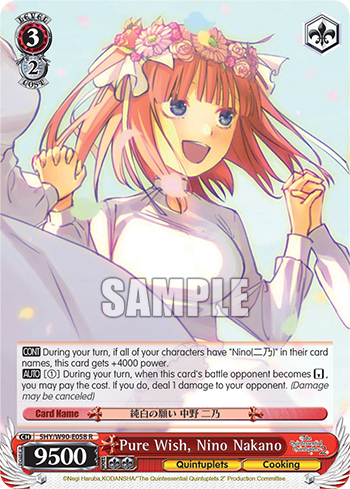 LEVEL
3
2
COST
SAMPLE
CONT During your turn, if all of your characters have "Nino(二乃)" in their card
names, this card gets +4000 power.
AUTO [①] During your turn, when this card's battle opponent becomes [ ],
you may pay the cost. If you do, deal 1 damage to your opponent. (Damage
may be canceled)
Card Name 純白の願い 中野 二乃
CH 5HY/W90-E058 R
Pure Wish, Nino Nakano
POWER 9500
Quintuplets Cooking
©Negi Haruba,KODANSHA/"The Quintessential Quintuplets 2" Production Committee.